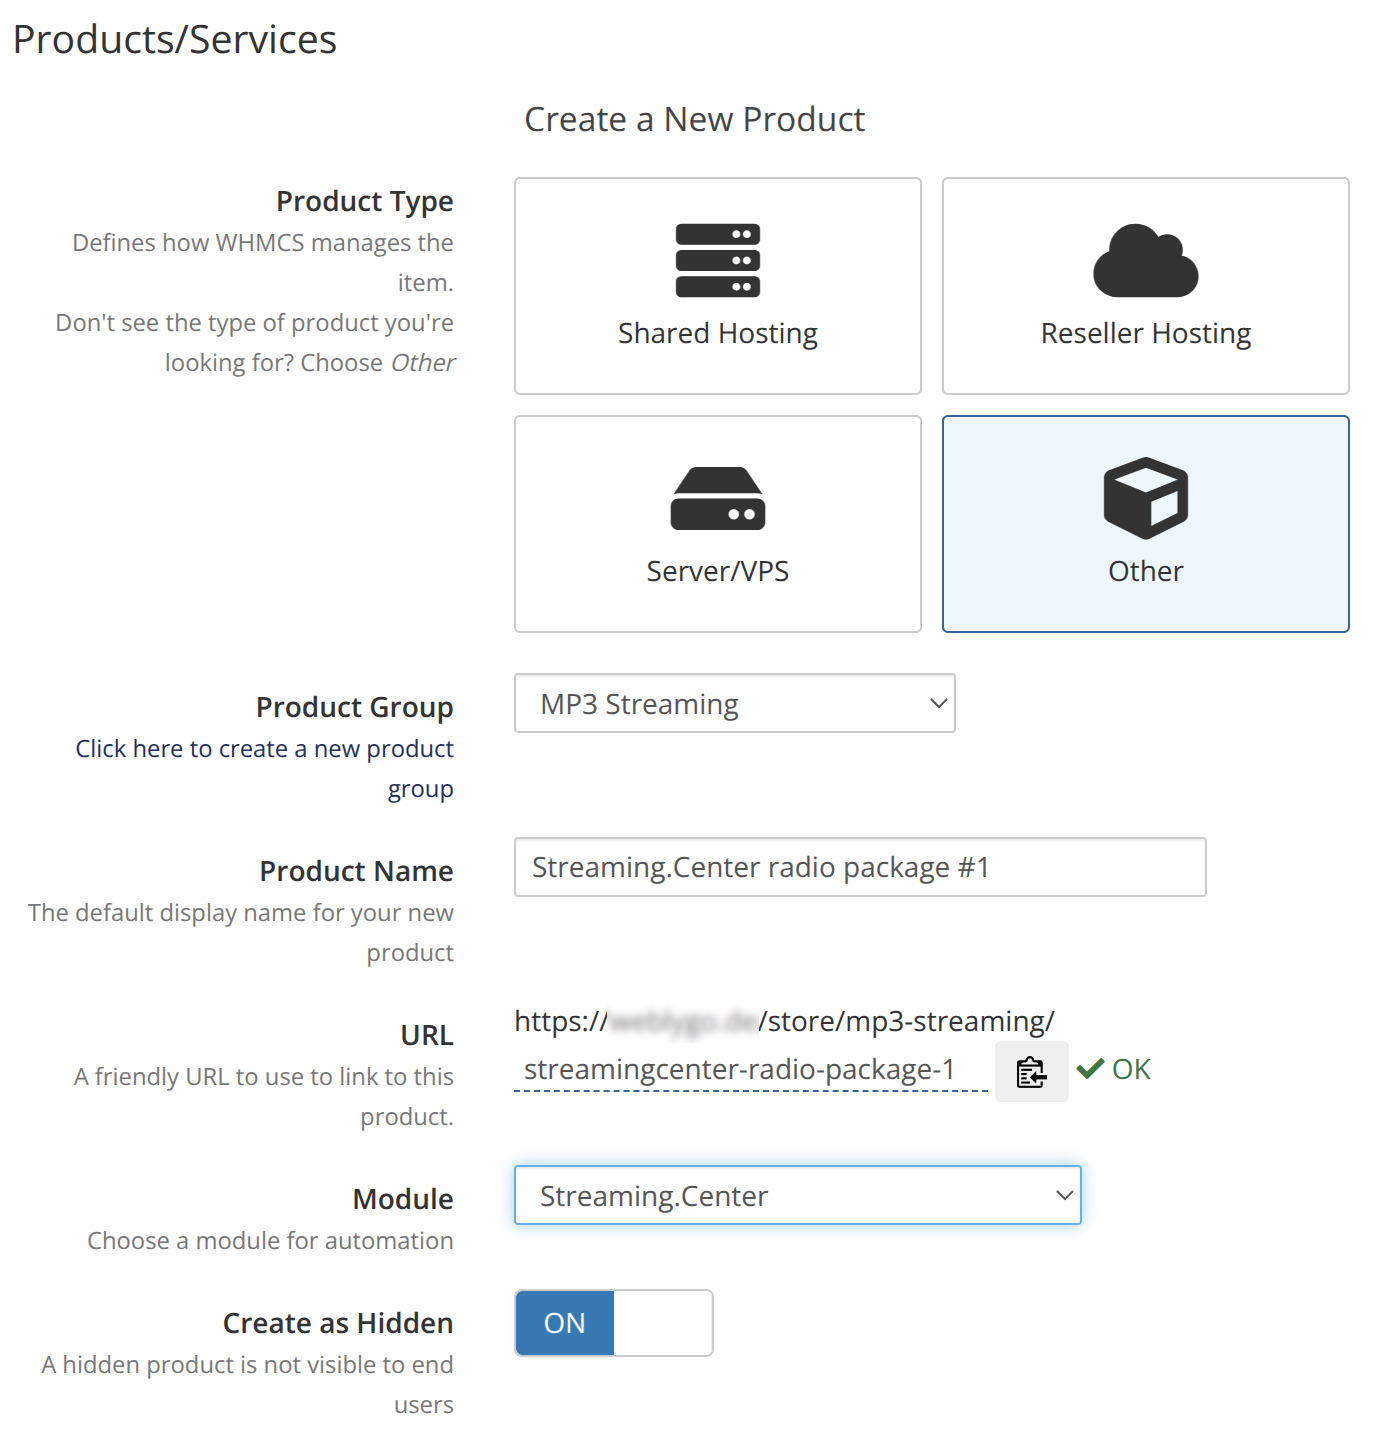 Products/Services
Create a New Product
Product Type
Defines how WHMCS manages the
item.
Don't see the type of product you're
looking for? Choose Other
Shared Hosting
Reseller Hosting
Server/VPS
Other
Product Group
Click here to create a new product
group
MP3 Streaming
Product Name
The default display name for your new
product
Streaming.Center radio package #1
URL
A friendly URL to use to link to this
product.
https:// /store/mp3-streaming/
streamingcenter-radio-package-1
OK
Module
Choose a module for automation
Streaming.Center
Create as Hidden
A hidden product is not visible to end
users
ON